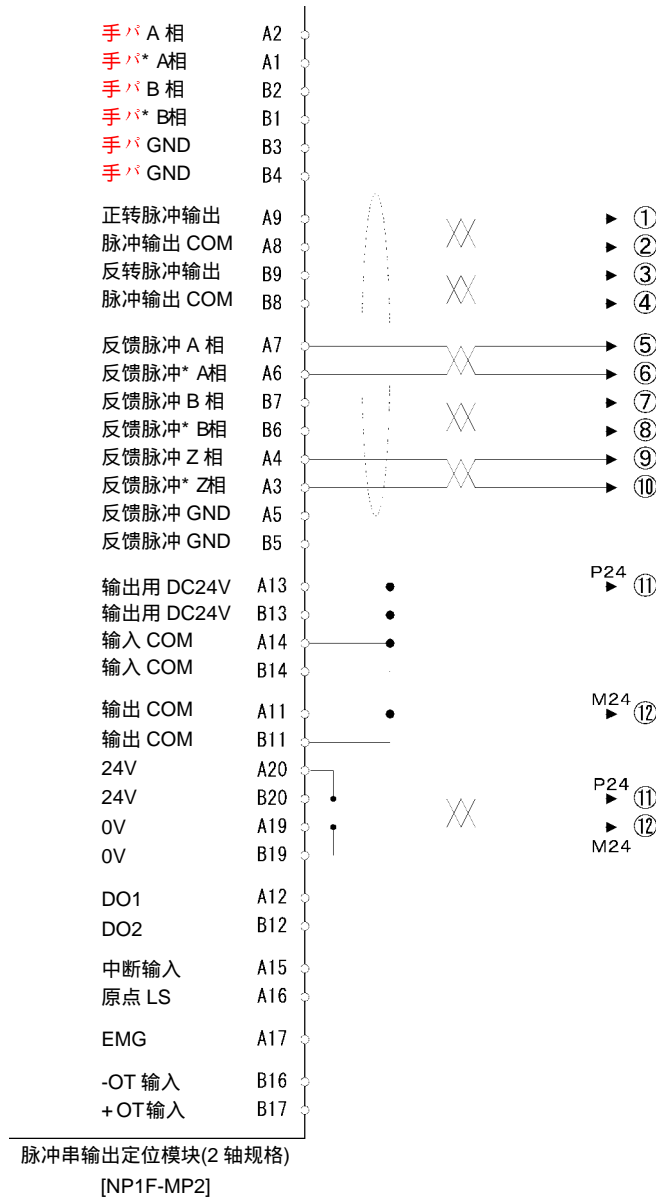 手パ A 相 A2
手パ* A相 A1
手パ B 相 B2
手パ* B相 B1
手パ GND B3
手パ GND B4
正转脉冲输出 A9 ①
脉冲输出 COM A8 ②
反转脉冲输出 B9 ③
脉冲输出 COM B8 ④
反馈脉冲 A 相 A7 ⑤
反馈脉冲* A相 A6 ⑥
反馈脉冲 B 相 B7 ⑦
反馈脉冲* B相 B6 ⑧
反馈脉冲 Z 相 A4 ⑨
反馈脉冲* Z相 A3 ⑩
反馈脉冲 GND A5
反馈脉冲 GND B5
输出用 DC24V A13 P24 ⑪
输出用 DC24V B13
输入 COM A14
输入 COM B14
输出 COM A11 M24 ⑫
输出 COM B11
24V A20
24V B20 P24 ⑪
0V A19 ⑫
0V B19 M24
DO1 A12
DO2 B12
中断输入 A15
原点 LS A16
EMG A17
-OT 输入 B16
+OT输入 B17
脉冲串输出定位模块(2 轴规格)
[NP1F-MP2]